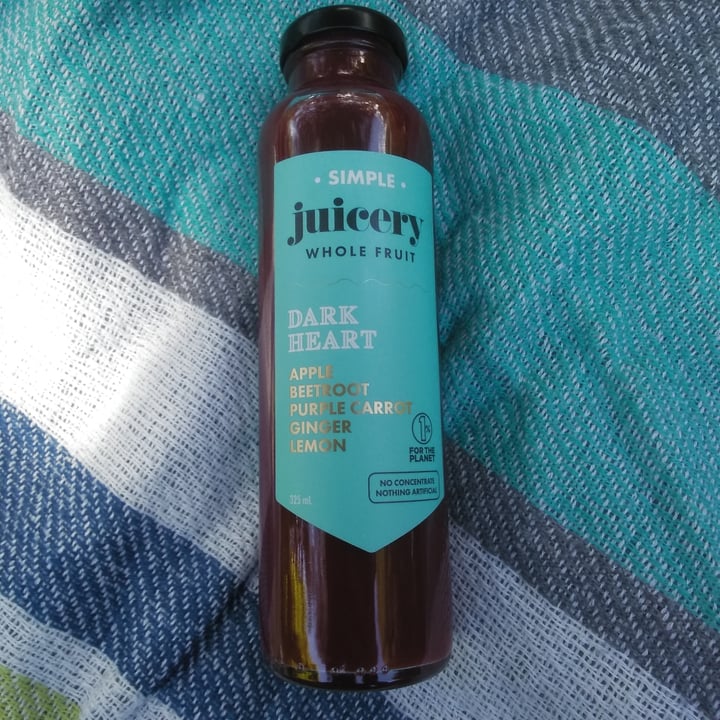 • SIMPLE •
juicery
WHOLE FRUIT
DARK
HEART
APPLE
BEETROOT
PURPLE CARROT
GINGER
LEMON
1%
FOR THE
PLANET
NO CONCENTRATE
NOTHING ARTIFICIAL
325 mL